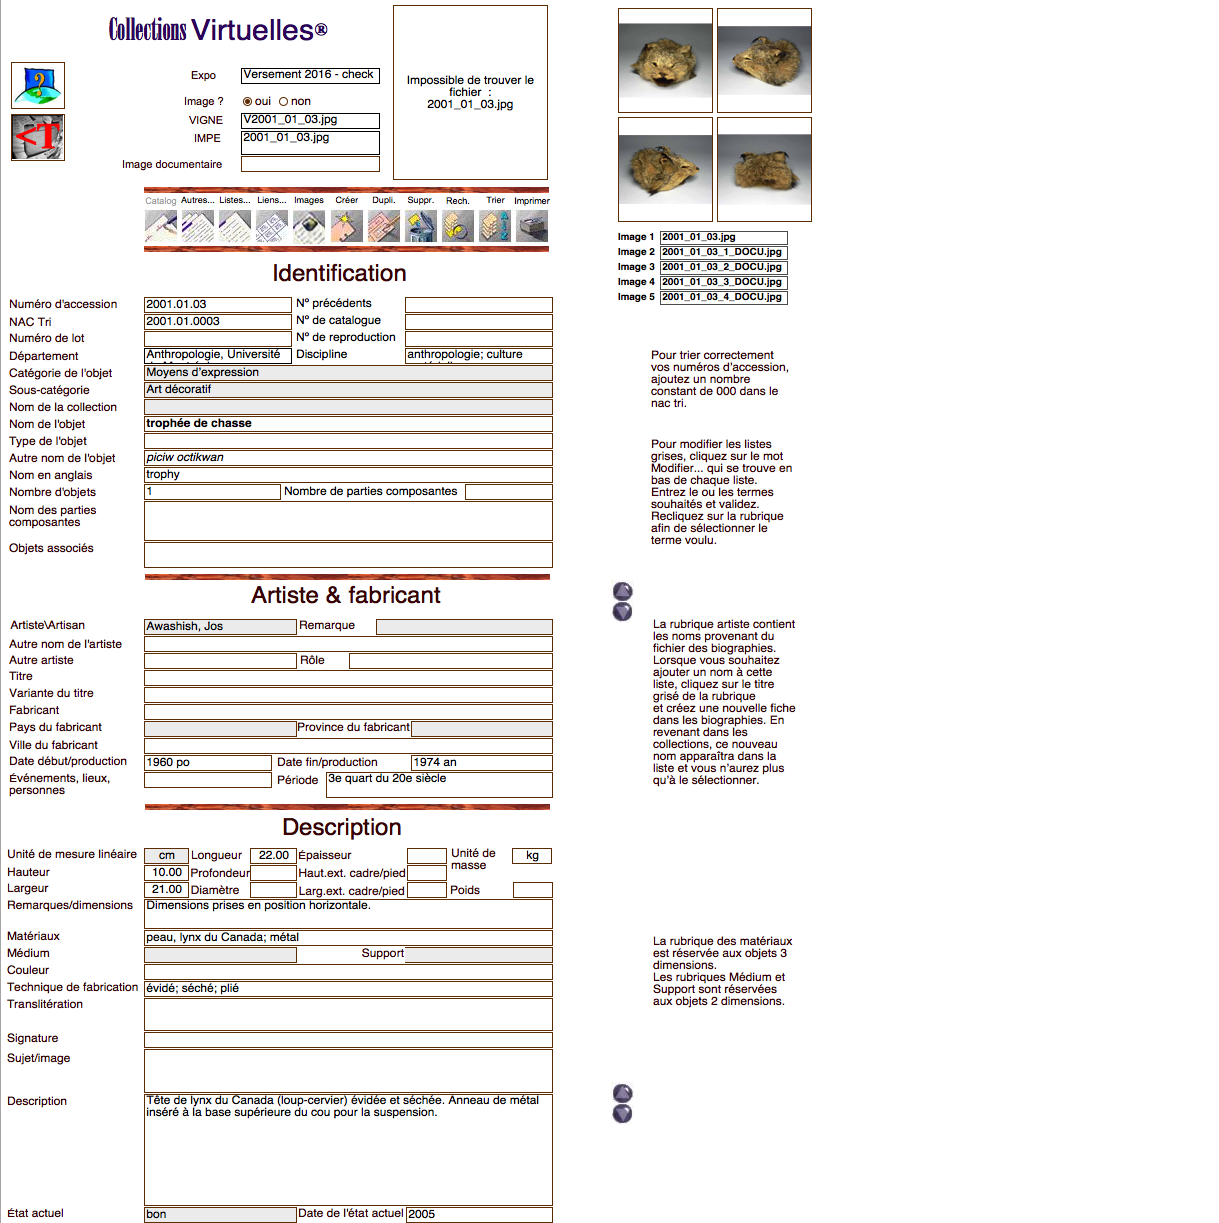 Collections Virtuelles®
Expo Versement 2016 - check
Image ? oui non
VIGNE V2001_01_03.jpg
IMPE 2001_01_03.jpg
Image documentaire
Impossible de trouver le
fichier :
2001_01_03.jpg
Catalog Autres... Listes... Liens... Images Créer Dupli. Suppr. Rech. Trier Imprimer
Identification
Numéro d'accession 2001.01.03 Nº précédents
NAC Tri 2001.01.0003 Nº de catalogue
Numéro de lot Nº de reproduction
Département Anthropologie, Université Discipline anthropologie; culture
Catégorie de l'objet Moyens d'expression
Sous-catégorie Art décoratif
Nom de la collection
Nom de l'objet trophée de chasse
Type de l'objet
Autre nom de l'objet piciw octikwan
Nom en anglais trophy
Nombre d'objets 1 Nombre de parties composantes
Nom des parties
composantes
Objets associés
Artiste & fabricant
Artiste\Artisan Awashish, Jos Remarque
Autre nom de l'artiste
Autre artiste Rôle
Titre
Variante du titre
Fabricant
Pays du fabricant Province du fabricant
Ville du fabricant
Date début/production 1960 po Date fin/production 1974 an
Événements, lieux,
personnes
Période 3e quart du 20e siècle
Description
Unité de mesure linéaire cm Longueur 22.00 Épaisseur Unité de
masse kg
Hauteur 10.00 Profondeur Haut.ext. cadre/pied
Largeur 21.00 Diamètre Larg.ext. cadre/pied Poids
Remarques/dimensions Dimensions prises en position horizontale.
Matériaux peau, lynx du Canada; métal
Médium Support
Couleur
Technique de fabrication évidé; séché; plié
Translitération
Signature
Sujet/image
Description Tête de lynx du Canada (loup-cervier) évidée et séchée. Anneau de métal
inséré à la base supérieure du cou pour la suspension.
État actuel bon Date de l'état actuel 2005
Image 1 2001_01_03.jpg
Image 2 2001_01_03_1_DOCU.jpg
Image 3 2001_01_03_2_DOCU.jpg
Image 4 2001_01_03_3_DOCU.jpg
Image 5 2001_01_03_4_DOCU.jpg
Pour trier correctement
vos numéros d'accession,
ajoutez un nombre
constant de 000 dans le
nac tri.
Pour modifier les listes
grises, cliquez sur le mot
Modifier... qui se trouve en
bas de chaque liste.
Entrez le ou les termes
souhaités et validez.
Recliquez sur la rubrique
afin de sélectionner le
terme voulu.
La rubrique artiste contient
les noms provenant du
fichier des biographies.
Lorsque vous souhaitez
ajouter un nom à cette
liste, cliquez sur le titre
grisé de la rubrique
et créez une nouvelle fiche
dans les biographies. En
revenant dans les
collections, ce nouveau
nom apparaîtra dans la
liste et vous n'aurez plus
qu'à le sélectionner.
La rubrique des matériaux
est réservée aux objets 3
dimensions.
Les rubriques Médium et
Support sont réservées
aux objets 2 dimensions.